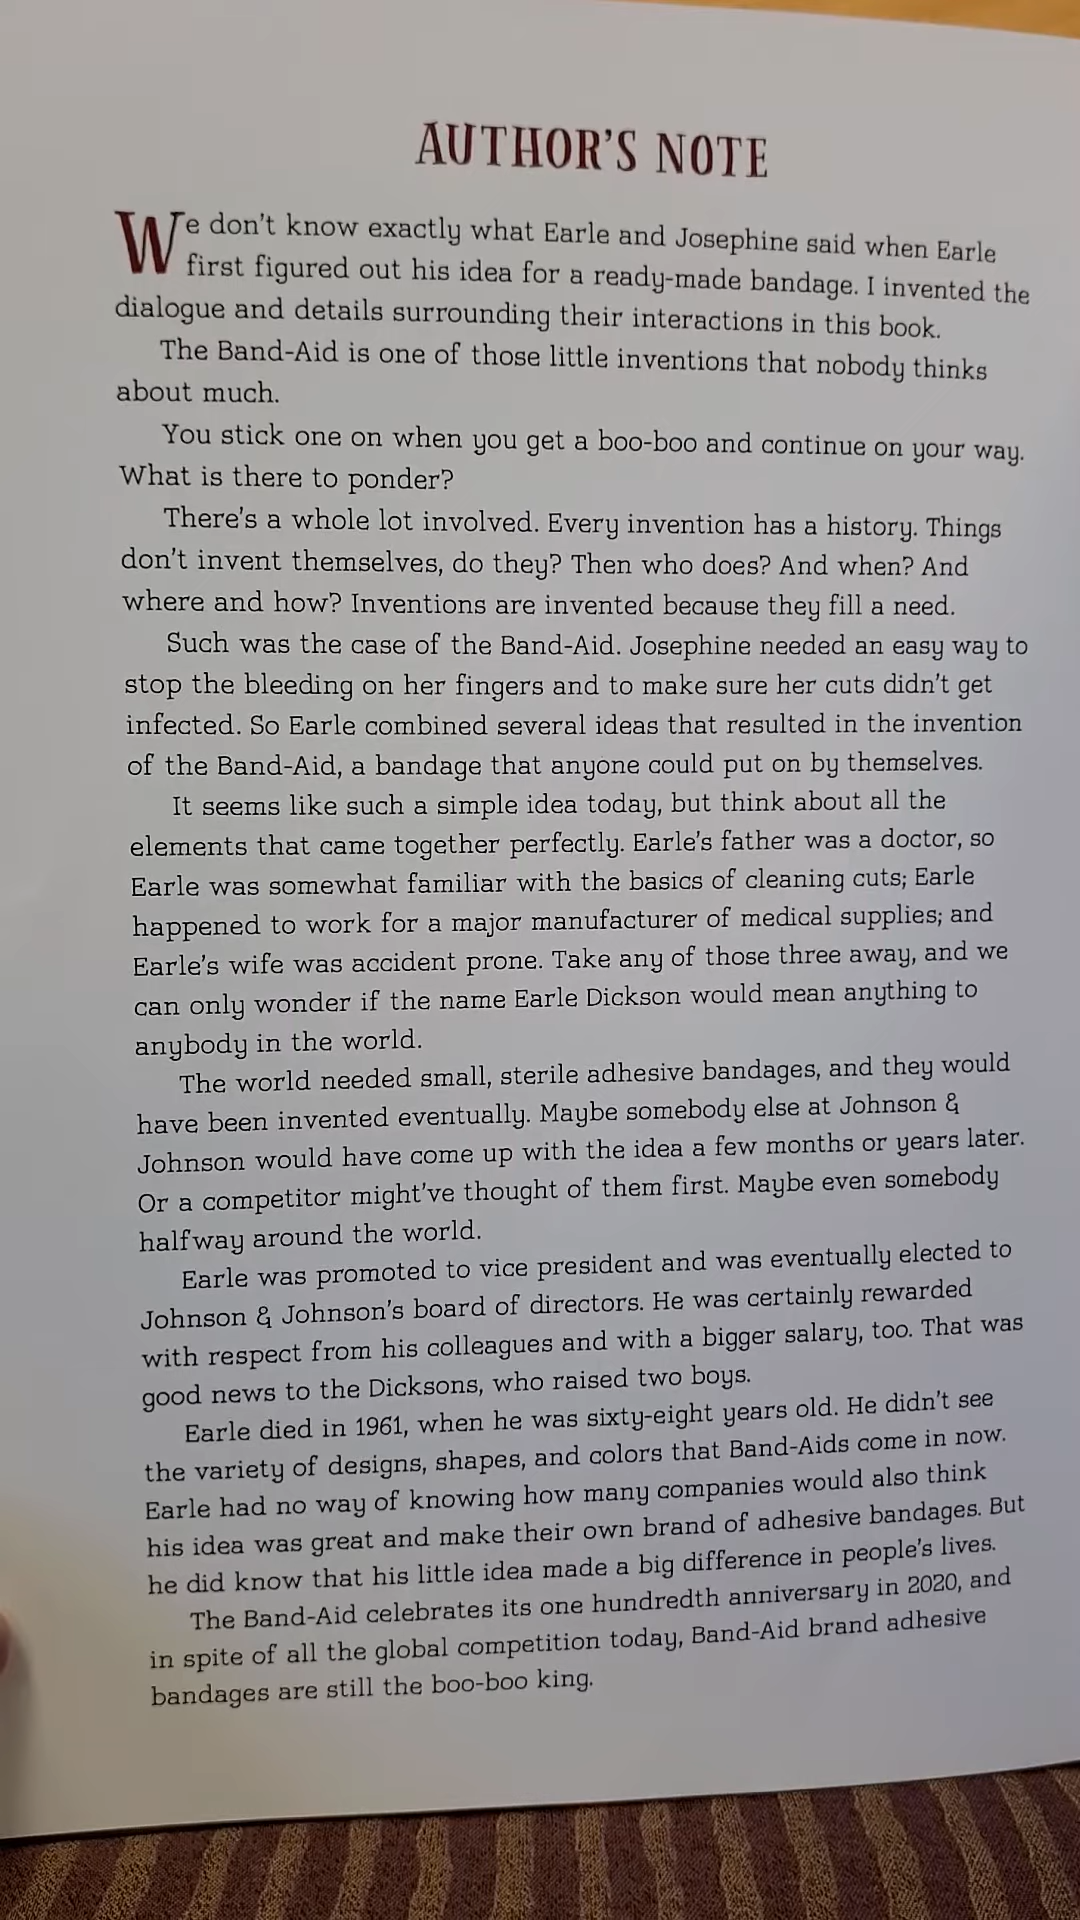 AUTHOR'S NOTE
We don't know exactly what Earle and Josephine said when Earle
first figured out his idea for a ready-made bandage. I invented the
dialogue and details surrounding their interactions in this book.
The Band-Aid is one of those little inventions that nobody thinks
about much.
You stick one on when you get a boo-boo and continue on your way.
What is there to ponder?
There's a whole lot involved. Every invention has a history. Things
don't invent themselves, do they? Then who does? And when? And
where and how? Inventions are invented because they fill a need.
Such was the case of the Band-Aid. Josephine needed an easy way to
stop the bleeding on her fingers and to make sure her cuts didn't get
infected. So Earle combined several ideas that resulted in the invention
of the Band-Aid, a bandage that anyone could put on by themselves.
It seems like such a simple idea today, but think about all the
elements that came together perfectly. Earle's father was a doctor, so
Earle was somewhat familiar with the basics of cleaning cuts; Earle
happened to work for a major manufacturer of medical supplies; and
Earle's wife was accident prone. Take any of those three away, and we
can only wonder if the name Earle Dickson would mean anything to
anybody in the world.
The world needed small, sterile adhesive bandages, and they would
have been invented eventually. Maybe somebody else at Johnson &
Johnson would have come up with the idea a few months or years later.
Or a competitor might've thought of them first. Maybe even somebody
halfway around the world.
Earle was promoted to vice president and was eventually elected to
Johnson & Johnson's board of directors. He was certainly rewarded
with respect from his colleagues and with a bigger salary, too. That was
good news to the Dicksons, who raised two boys.
Earle died in 1961, when he was sixty-eight years old. He didn't see
the variety of designs, shapes, and colors that Band-Aids come in now.
Earle had no way of knowing how many companies would also think
his idea was great and make their own brand of adhesive bandages. But
he did know that his little idea made a big difference in people's lives.
The Band-Aid celebrates its one hundredth anniversary in 2020, and
in spite of all the global competition today, Band-Aid brand adhesive
bandages are still the boo-boo king.